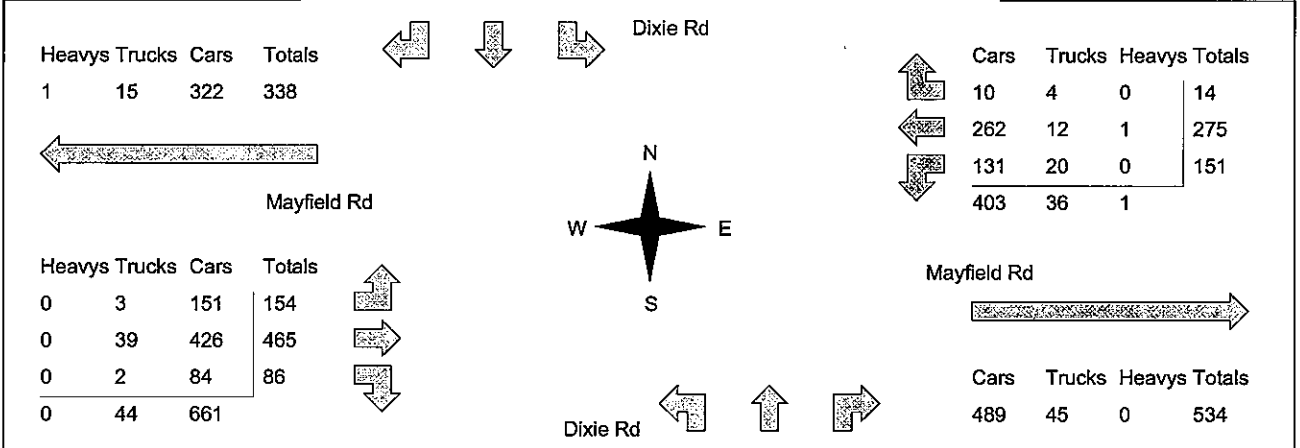 Dixie Rd
Heavys Trucks Cars Totals
1 15 322 338
Cars Trucks Heavys Totals
10 4 0 14
262 12 1 275
131 20 0 151
403 36 1
Mayfield Rd
N
W E
S
Heavys Trucks Cars Totals
0 3 151 154
0 39 426 465
0 2 84 86
0 44 661
Mayfield Rd
Cars Trucks Heavys Totals
489 45 0 534
Dixie Rd